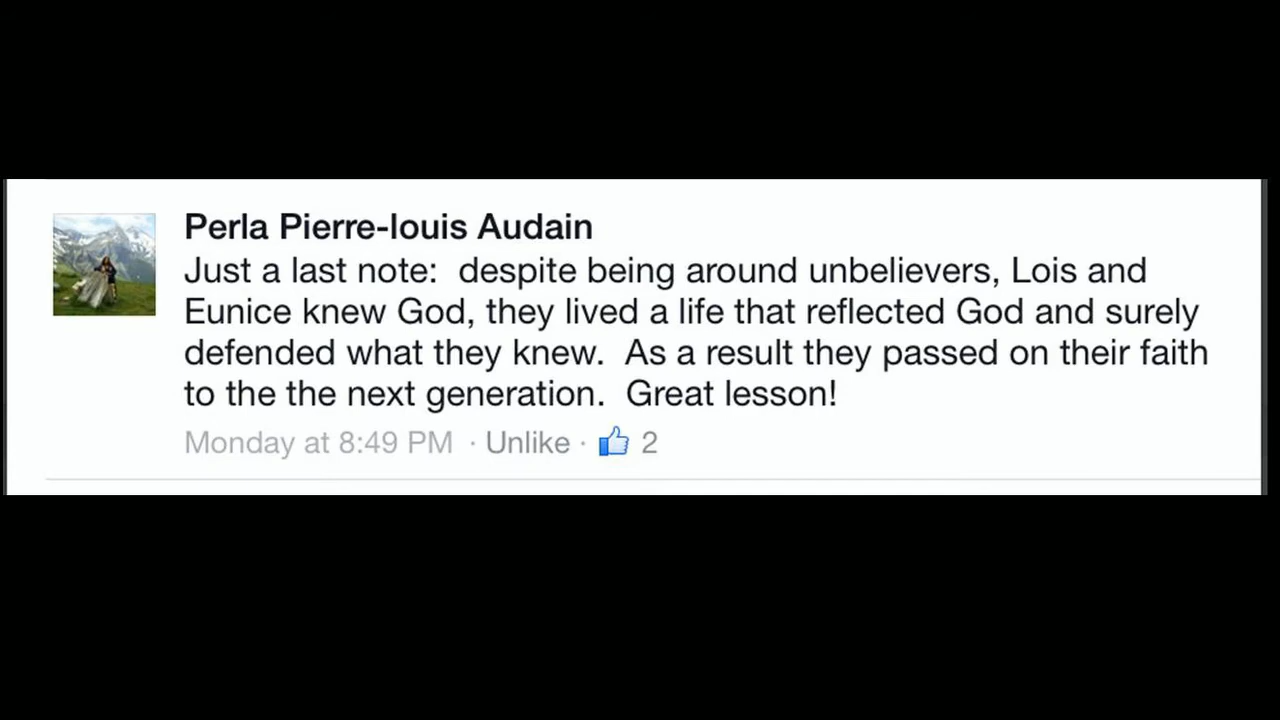 Perla Pierre-louis Audain
Just a last note:  despite being around unbelievers, Lois and
Eunice knew God, they lived a life that reflected God and surely
defended what they knew.  As a result they passed on their faith
to the the next generation.  Great lesson!
Monday at 8:49 PM · Unlike · 2